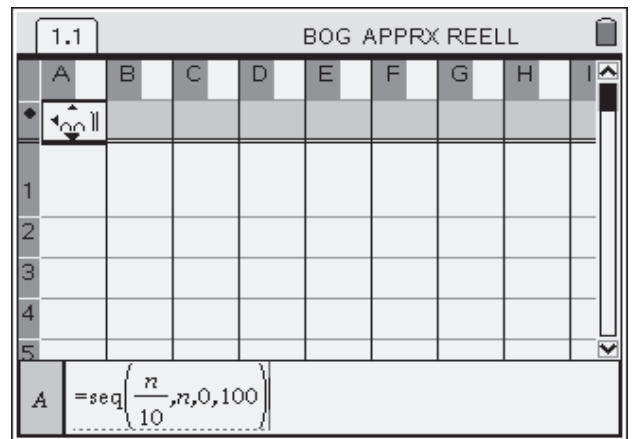 1.1 BOG APPRX REELL
A B C D E F G H I
◆
1
2
3
4
5
A =seq(n/10,n,0,100)